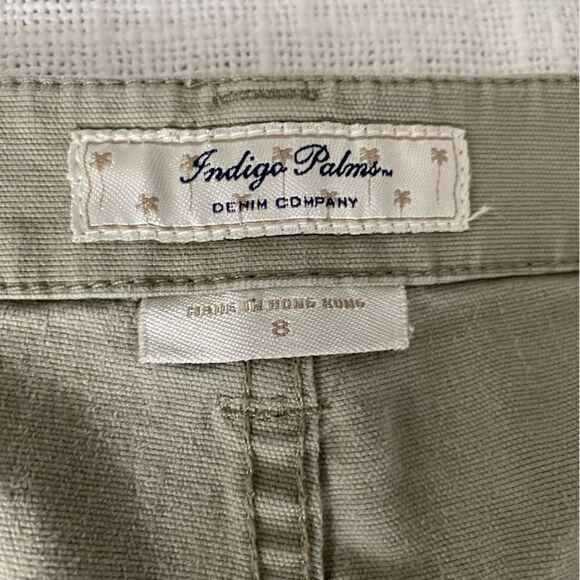 Indigo Palms™
DENIM COMPANY
MADE IN HONG KONG
8